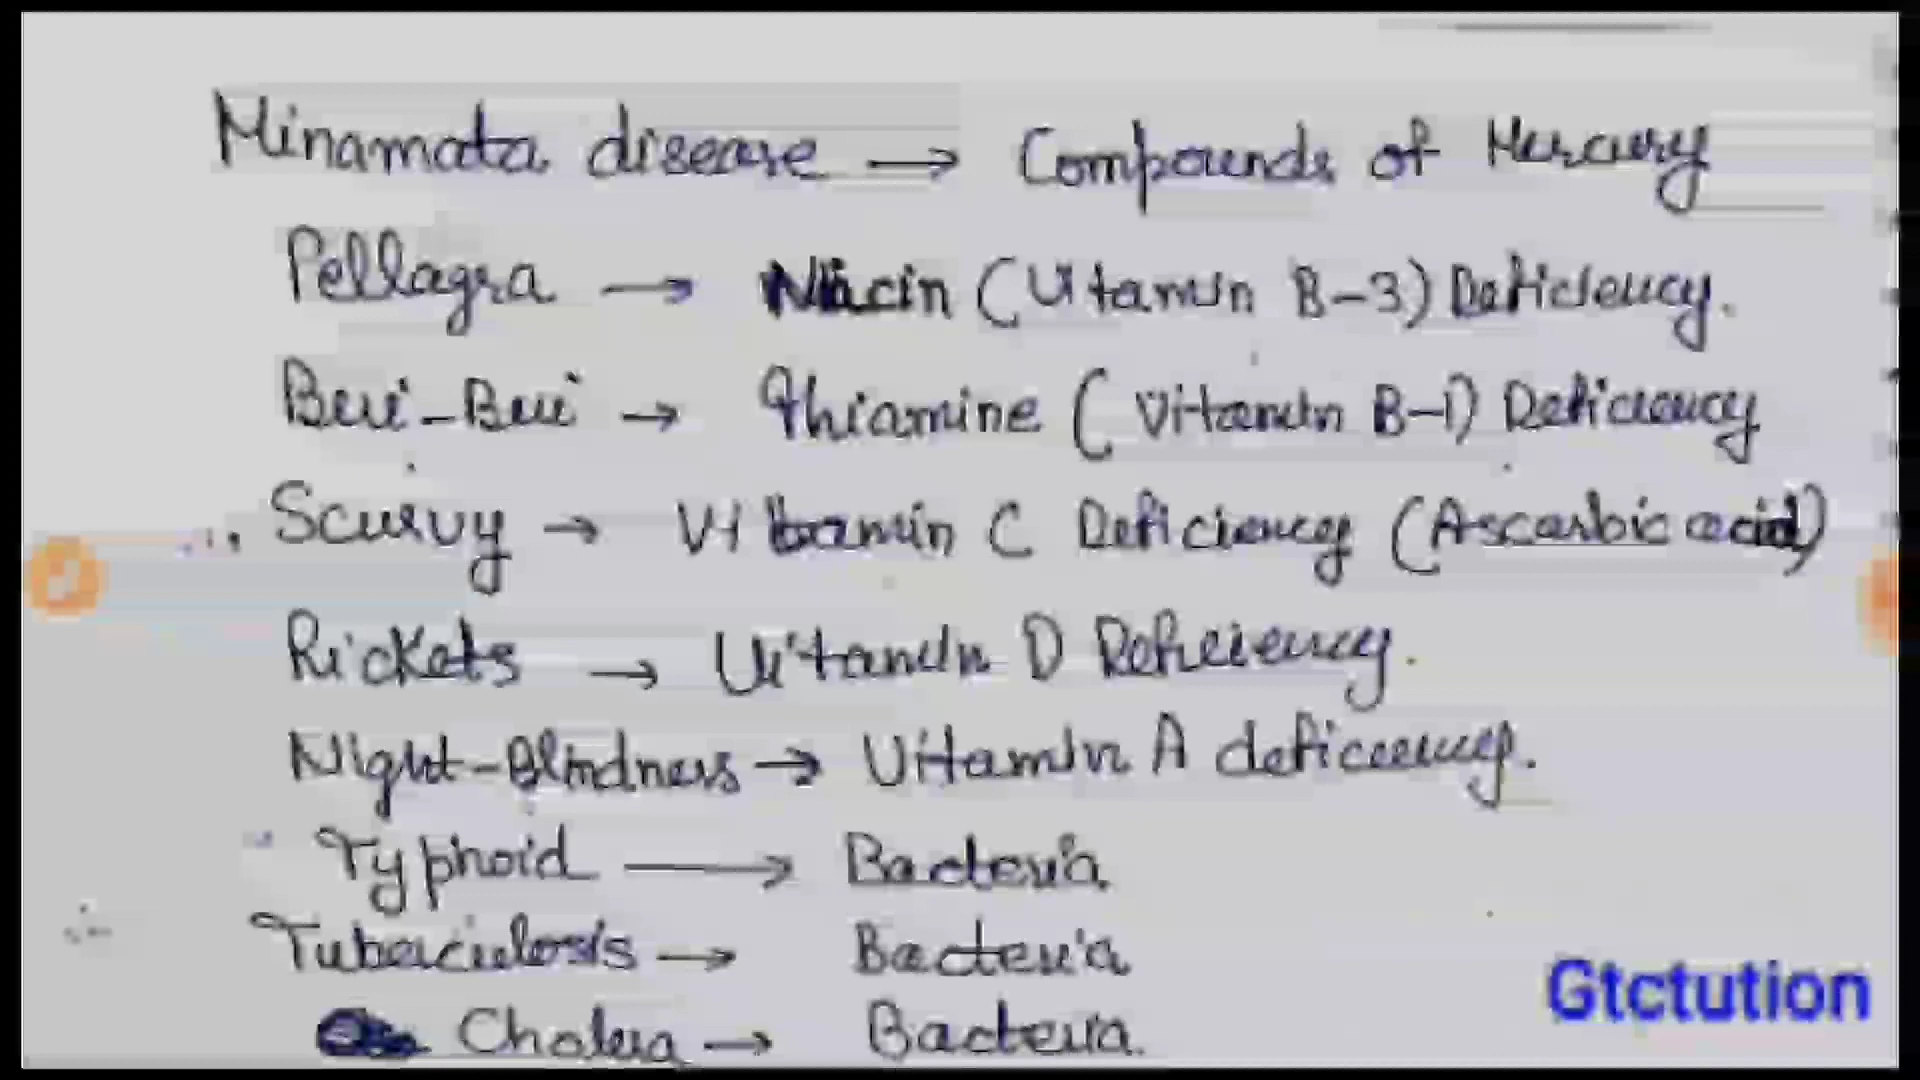 Minamata disease → Compounds of Mercury
Pellagra → Niacin (Vitamin B-3) Deficiency.
Beri-Beri → Thiamine (Vitamin B-1) Deficiency
Scurvy → Vitamin C Deficiency (Ascorbic acid)
Rickets → Vitamin D Deficiency.
Night-Blindness → Vitamin A deficiency.
Typhoid → Bacteria
Tuberculosis → Bacteria
Cholera → Bacteria.
Gtctution